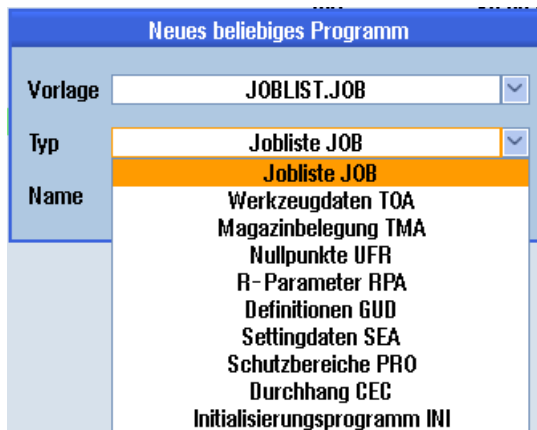 Neues beliebiges Programm
Vorlage JOBLIST.JOB
Typ Jobliste JOB
Jobliste JOB
Name
Werkzeugdaten TOA
Magazinbelegung TMA
Nullpunkte UFR
R-Parameter RPA
Definitionen GUD
Settingdaten SEA
Schutzbereiche PRO
Durchhang CEC
Initialisierungsprogramm INI